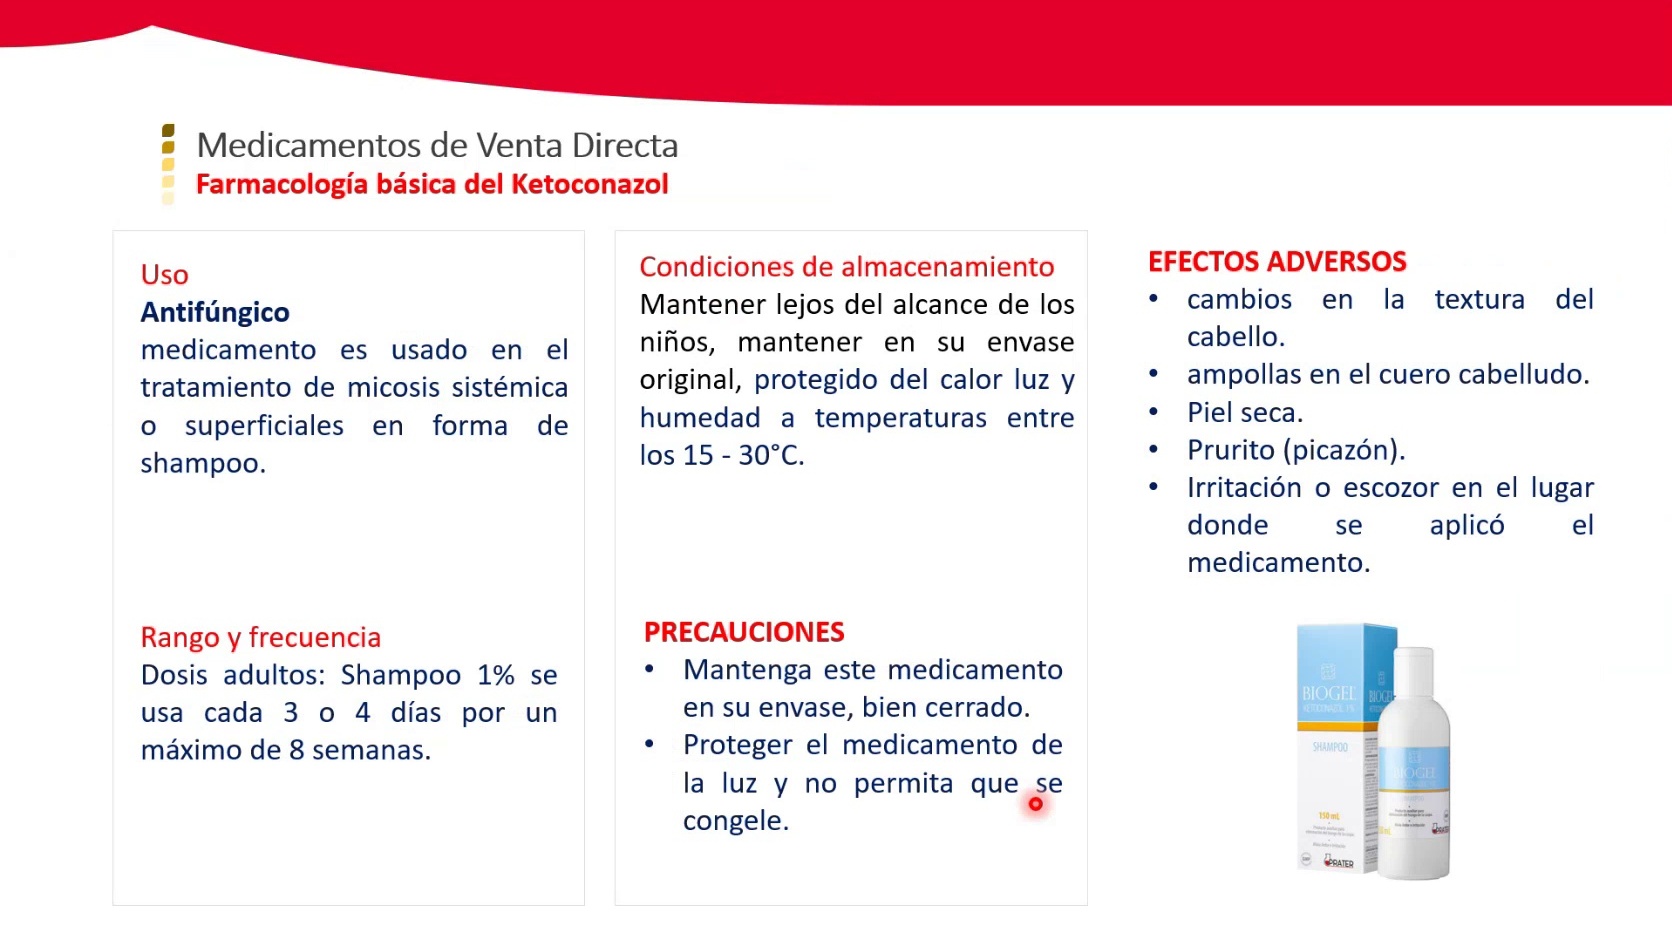 Medicamentos de Venta Directa
Farmacología básica del Ketoconazol
Uso
Antifúngico
medicamento es usado en el
tratamiento de micosis sistémica
o superficiales en forma de
shampoo.
Rango y frecuencia
Dosis adultos: Shampoo 1% se
usa cada 3 o 4 días por un
máximo de 8 semanas.
Condiciones de almacenamiento
Mantener lejos del alcance de los
niños, mantener en su envase
original, protegido del calor luz y
humedad a temperaturas entre
los 15 - 30°C.
PRECAUCIONES
• Mantenga este medicamento
en su envase, bien cerrado.
• Proteger el medicamento de
la luz y no permita que se
congele.
EFECTOS ADVERSOS
• cambios en la textura del
cabello.
• ampollas en el cuero cabelludo.
• Piel seca.
• Prurito (picazón).
• Irritación o escozor en el lugar
donde se aplicó el
medicamento.
BIOGEL
KETOCONAZOL 1%
SHAMPOO
150 mL
PRATER
BIOGEL
BIOGEL
PRATER